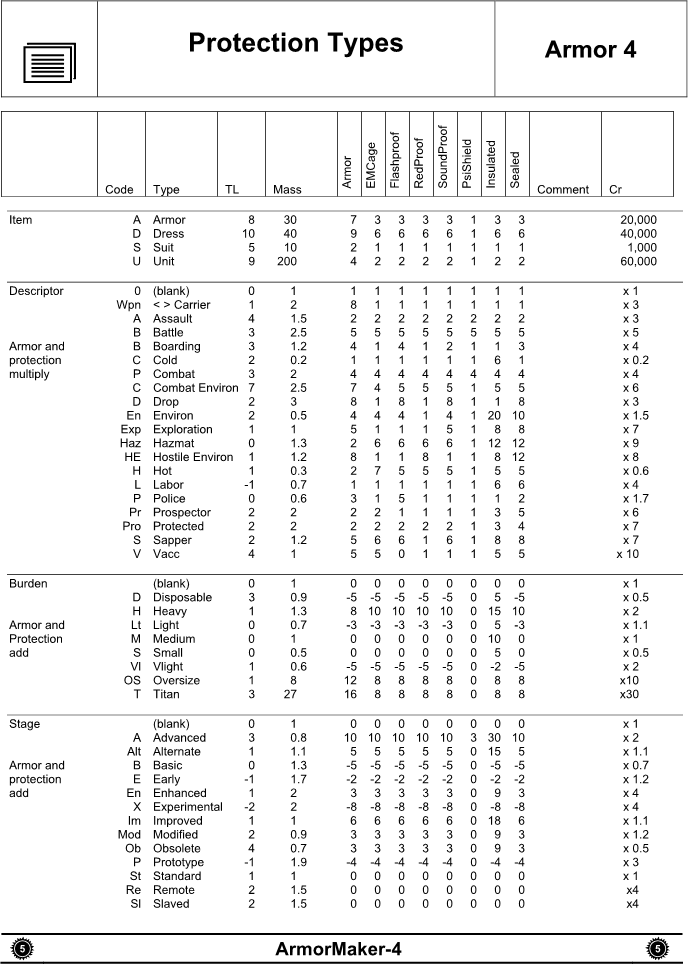 Protection Types
Armor 4
Code Type TL Mass Armor EMCage Flashproof RedProof SoundProof PsiShield Insulated Sealed Comment Cr
Item A Armor 8 30 7 3 3 3 3 1 3 3 20,000
D Dress 10 40 9 6 6 6 6 1 6 6 40,000
S Suit 5 10 2 1 1 1 1 1 1 1 1,000
U Unit 9 200 4 2 2 2 2 1 2 2 60,000
Descriptor 0 (blank) 0 1 1 1 1 1 1 1 1 1 x 1
Wpn < > Carrier 1 2 8 1 1 1 1 1 1 1 x 3
A Assault 4 1.5 2 2 2 2 2 2 2 2 x 3
B Battle 3 2.5 5 5 5 5 5 5 5 5 x 5
Armor and B Boarding 3 1.2 4 1 4 1 2 1 1 3 x 4
protection C Cold 2 0.2 1 1 1 1 1 1 6 1 x 0.2
multiply P Combat 3 2 4 4 4 4 4 4 4 4 x 4
C Combat Environ 7 2.5 7 4 5 5 5 1 5 5 x 6
D Drop 2 3 8 1 8 1 8 1 1 8 x 3
En Environ 2 0.5 4 4 4 1 4 1 20 10 x 1.5
Exp Exploration 1 1 5 1 1 1 5 1 8 8 x 7
Haz Hazmat 0 1.3 2 6 6 6 6 1 12 12 x 9
HE Hostile Environ 1 1.2 8 1 1 8 1 1 8 12 x 8
H Hot 1 0.3 2 7 5 5 5 1 5 5 x 0.6
L Labor -1 0.7 1 1 1 1 1 1 6 6 x 4
P Police 0 0.6 3 1 5 1 1 1 1 2 x 1.7
Pr Prospector 2 2 2 2 1 1 1 1 3 5 x 6
Pro Protected 2 2 2 2 2 2 2 1 3 4 x 7
S Sapper 2 1.2 5 6 6 1 6 1 8 8 x 7
V Vacc 4 1 5 5 0 1 1 1 5 5 x 10
Burden (blank) 0 1 0 0 0 0 0 0 0 0 x 1
D Disposable 3 0.9 -5 -5 -5 -5 -5 0 5 -5 x 0.5
H Heavy 1 1.3 8 10 10 10 10 0 15 10 x 2
Armor and Lt Light 0 0.7 -3 -3 -3 -3 -3 0 5 -3 x 1.1
Protection M Medium 0 1 0 0 0 0 0 0 10 0 x 1
add S Small 0 0.5 0 0 0 0 0 0 5 0 x 0.5
Vl Vlight 1 0.6 -5 -5 -5 -5 -5 0 -2 -5 x 2
OS Oversize 1 8 12 8 8 8 8 0 8 8 x10
T Titan 3 27 16 8 8 8 8 0 8 8 x30
Stage (blank) 0 1 0 0 0 0 0 0 0 0 x 1
A Advanced 3 0.8 10 10 10 10 10 3 30 10 x 2
Alt Alternate 1 1.1 5 5 5 5 5 0 15 5 x 1.1
Armor and B Basic 0 1.3 -5 -5 -5 -5 -5 0 -5 -5 x 0.7
protection E Early -1 1.7 -2 -2 -2 -2 -2 0 -2 -2 x 1.2
add En Enhanced 1 2 3 3 3 3 3 0 9 3 x 4
X Experimental -2 2 -8 -8 -8 -8 -8 0 -8 -8 x 4
Im Improved 1 1 6 6 6 6 6 0 18 6 x 1.1
Mod Modified 2 0.9 3 3 3 3 3 0 9 3 x 1.2
Ob Obsolete 4 0.7 3 3 3 3 3 0 9 3 x 0.5
P Prototype -1 1.9 -4 -4 -4 -4 -4 0 -4 -4 x 3
St Standard 1 1 0 0 0 0 0 0 0 0 x 1
Re Remote 2 1.5 0 0 0 0 0 0 0 0 x4
Sl Slaved 2 1.5 0 0 0 0 0 0 0 0 x4
5 ArmorMaker-4 5